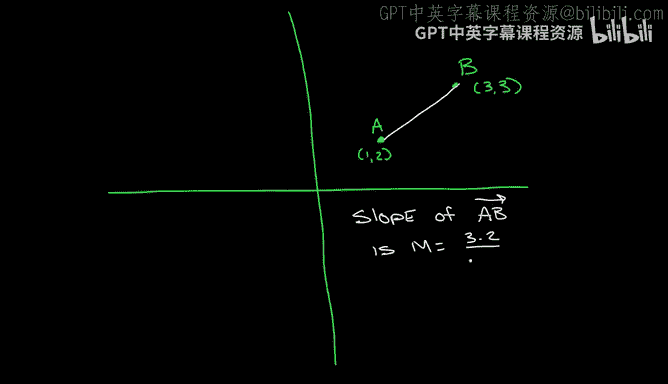 GPT中英字幕课程资源@bilibili
GPT中英字幕课程资源 bilibili
B
(3,3)
A
(1,2)
SLOPE of AB
is M= 3-2